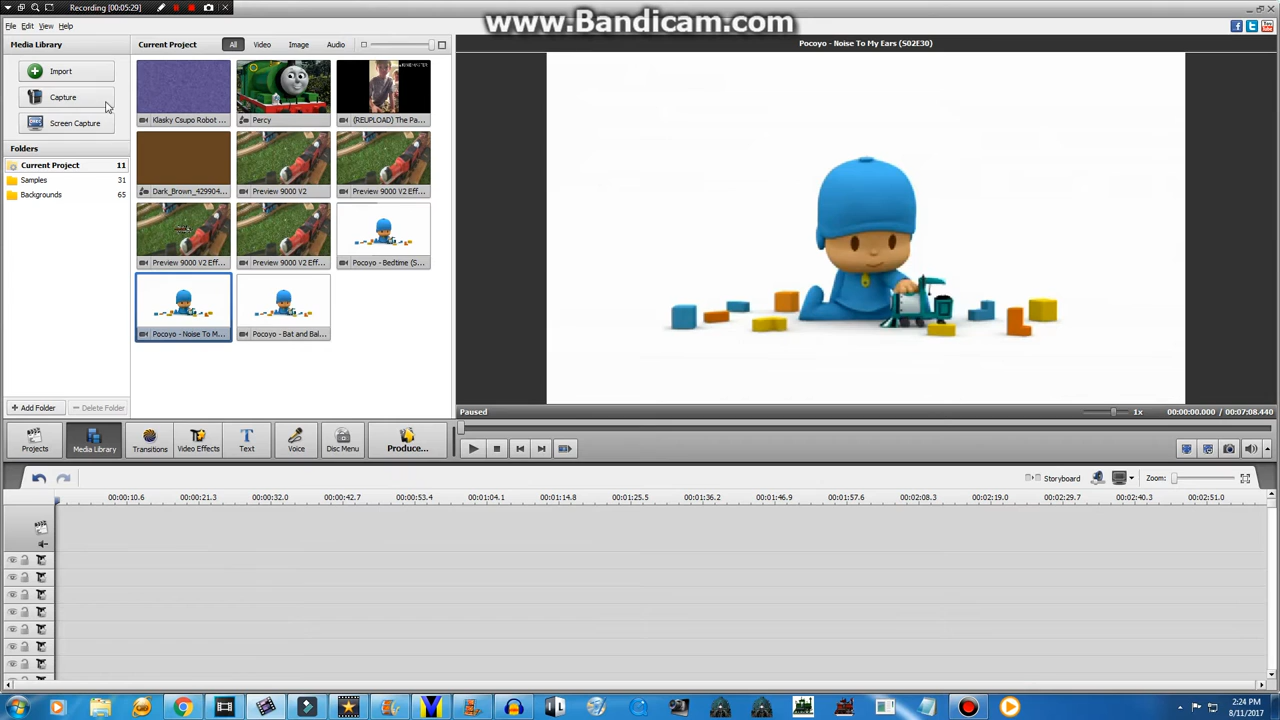 Recording [00:05:29]
www.Bandicam.com
File Edit View Help
Media Library
Current Project
All Video Image Audio
Pocoyo - Noise To My Ears (S02E30)
Import
Capture
Screen Capture
Klasky Csupo Robot ...
Percy
(REUPLOAD) The Pa...
Folders
Current Project 11
Samples 31
Backgrounds 65
Dark_Brown_429904...
Preview 9000 V2
Preview 9000 V2 Eff...
Preview 9000 V2 Eff...
Preview 9000 V2 Eff...
Pocoyo - Bedtime (S...
Pocoyo - Noise To M...
Pocoyo - Bat and Bal...
Add Folder
Delete Folder
Paused
1x
00:00:00.000 / 00:07:08.440
Projects
Media Library
Transitions
Video Effects
Text
Voice
Disc Menu
Produce...
Storyboard
Zoom:
00:00:10.6 00:00:21.3 00:00:32.0 00:00:42.7 00:00:53.4 00:01:04.1 00:01:14.8 00:01:25.5 00:01:36.2 00:01:46.9 00:01:57.6 00:02:08.3 00:02:19.0 00:02:29.7 00:02:40.3 00:02:51.0
2:24 PM
8/11/2017